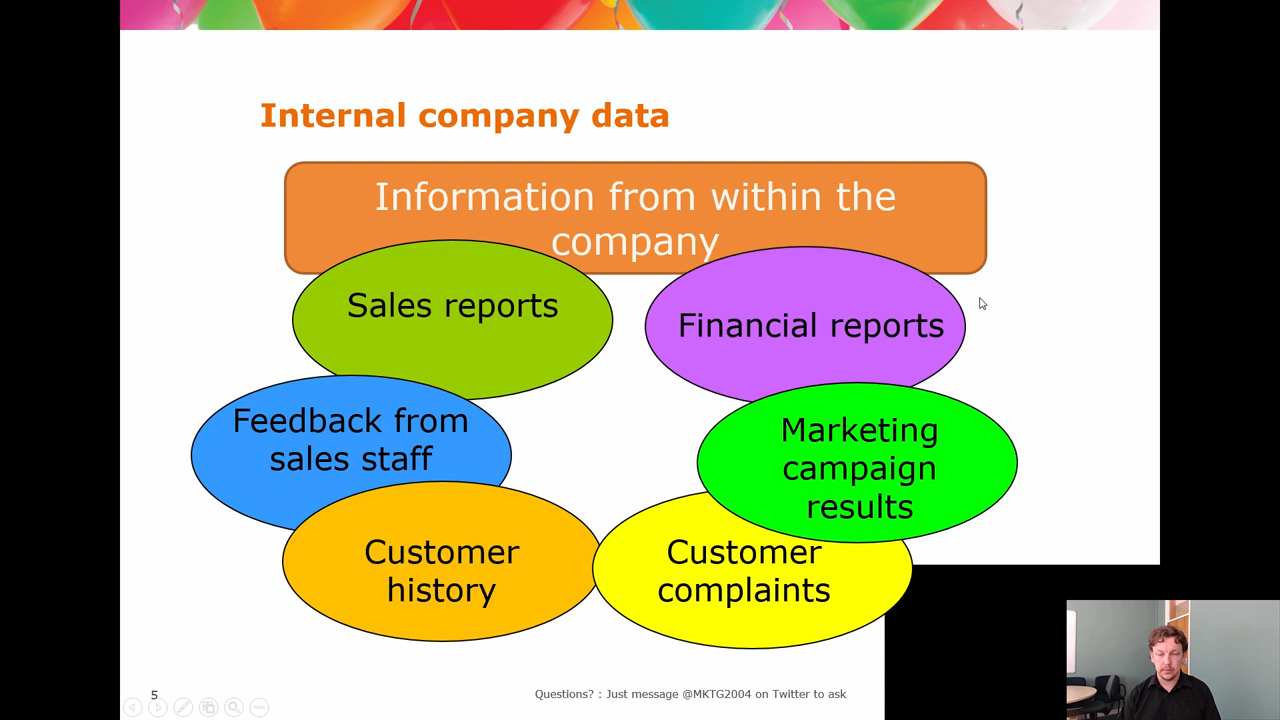 Internal company data
Information from within the
company
Sales reports
Financial reports
Feedback from
sales staff
Marketing
campaign
results
Customer
history
Customer
complaints
5
Questions? : Just message @MKTG2004 on Twitter to ask